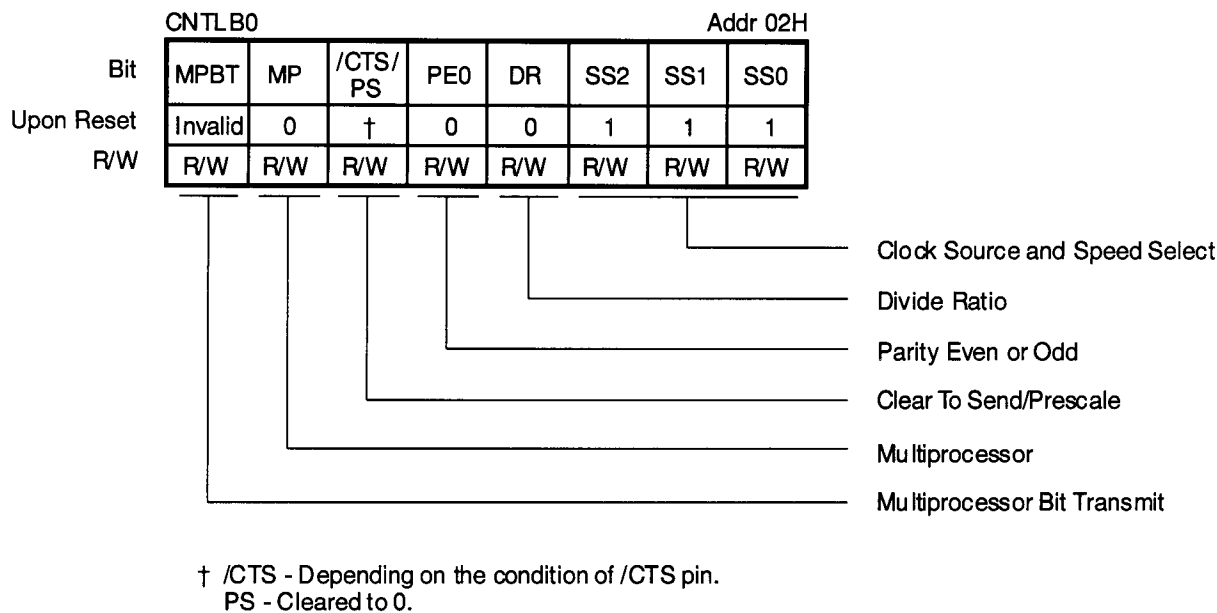 CNTLB0 Addr 02H
Bit MPBT MP /CTS/ PS PE0 DR SS2 SS1 SS0
Upon Reset Invalid 0 † 0 0 1 1 1
R/W R/W R/W R/W R/W R/W R/W R/W R/W
Clock Source and Speed Select
Divide Ratio
Parity Even or Odd
Clear To Send/Prescale
Multiprocessor
Multiprocessor Bit Transmit
† /CTS - Depending on the condition of /CTS pin.
PS - Cleared to 0.